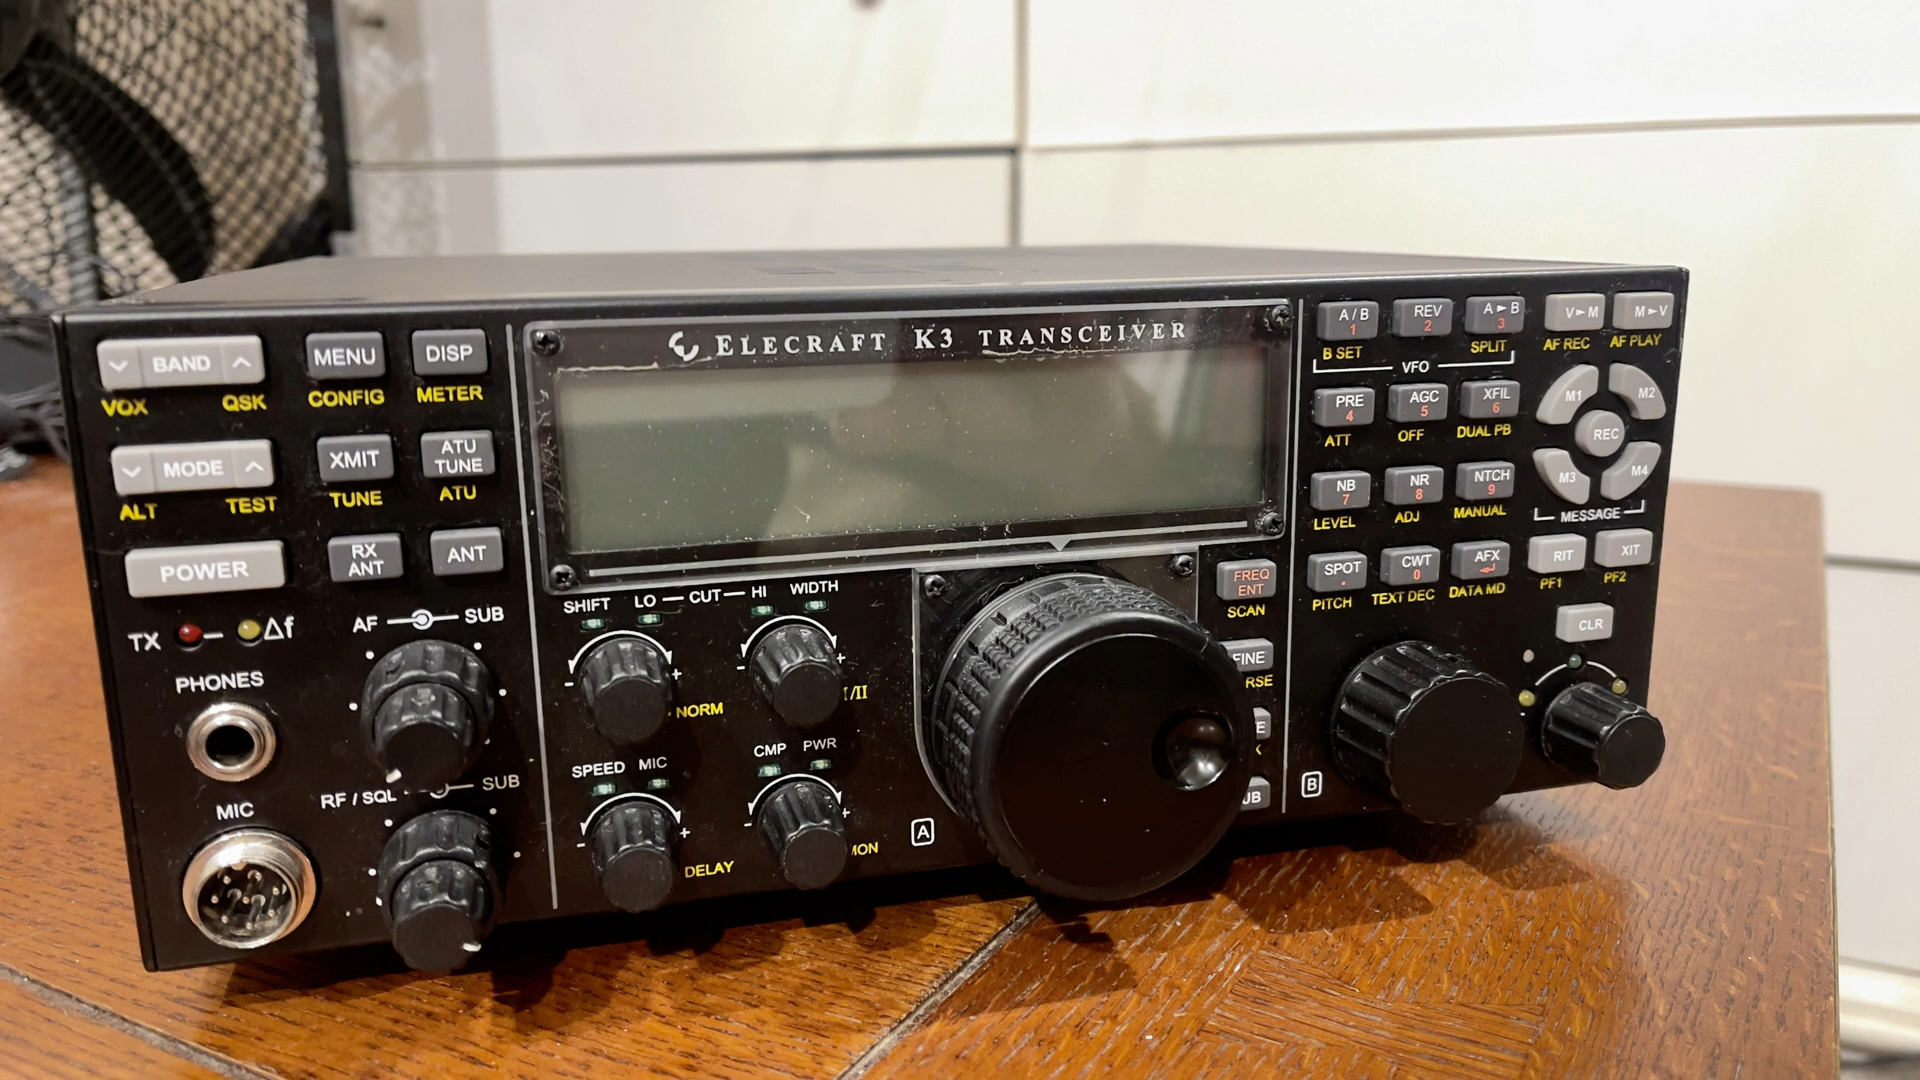 ELECRAFT K3 TRANSCEIVER
BAND
VOX QSK
MENU
CONFIG
DISP
METER
MODE
ALT TEST
XMIT
TUNE
ATU
TUNE
ATU
POWER
RX
ANT
ANT
TX Δf
AF SUB
PHONES
RF / SQL SUB
MIC
SHIFT LO CUT HI WIDTH
- +
- +
NORM I/II
SPEED MIC
CMP PWR
- +
- +
DELAY
A
FREQ
ENT
SCAN
B
A / B
1
B SET
REV
2
A ► B
3
SPLIT
VFO
PRE
4
ATT
AGC
5
OFF
XFIL
6
DUAL PB
NB
7
LEVEL
NR
8
ADJ
NTCH
9
MANUAL
SPOT
.
PITCH
CWT
0
TEXT DEC
AFX
DATA MD
V►M
AF REC
M►V
AF PLAY
M1 M2
REC
M3 M4
MESSAGE
RIT
PF1
XIT
PF2
CLR